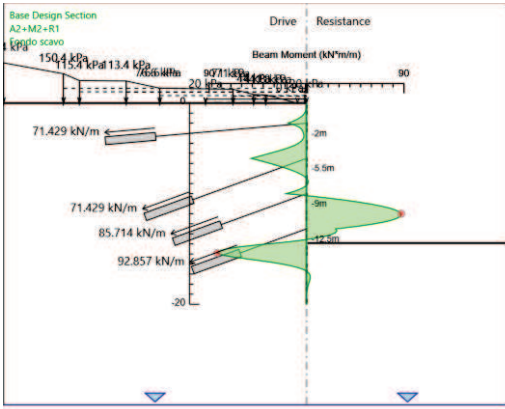 Base Design Section
A2+M2+R1
Fondo scavo
Drive
Resistance
Beam Moment (kN*m/m)
kPa
150.4 kPa
115.4 kPa
113.4 kPa
90
0
71.429 kN/m
-2m
-5.5m
71.429 kN/m
-9m
85.714 kN/m
-12.5m
92.857 kN/m
-20